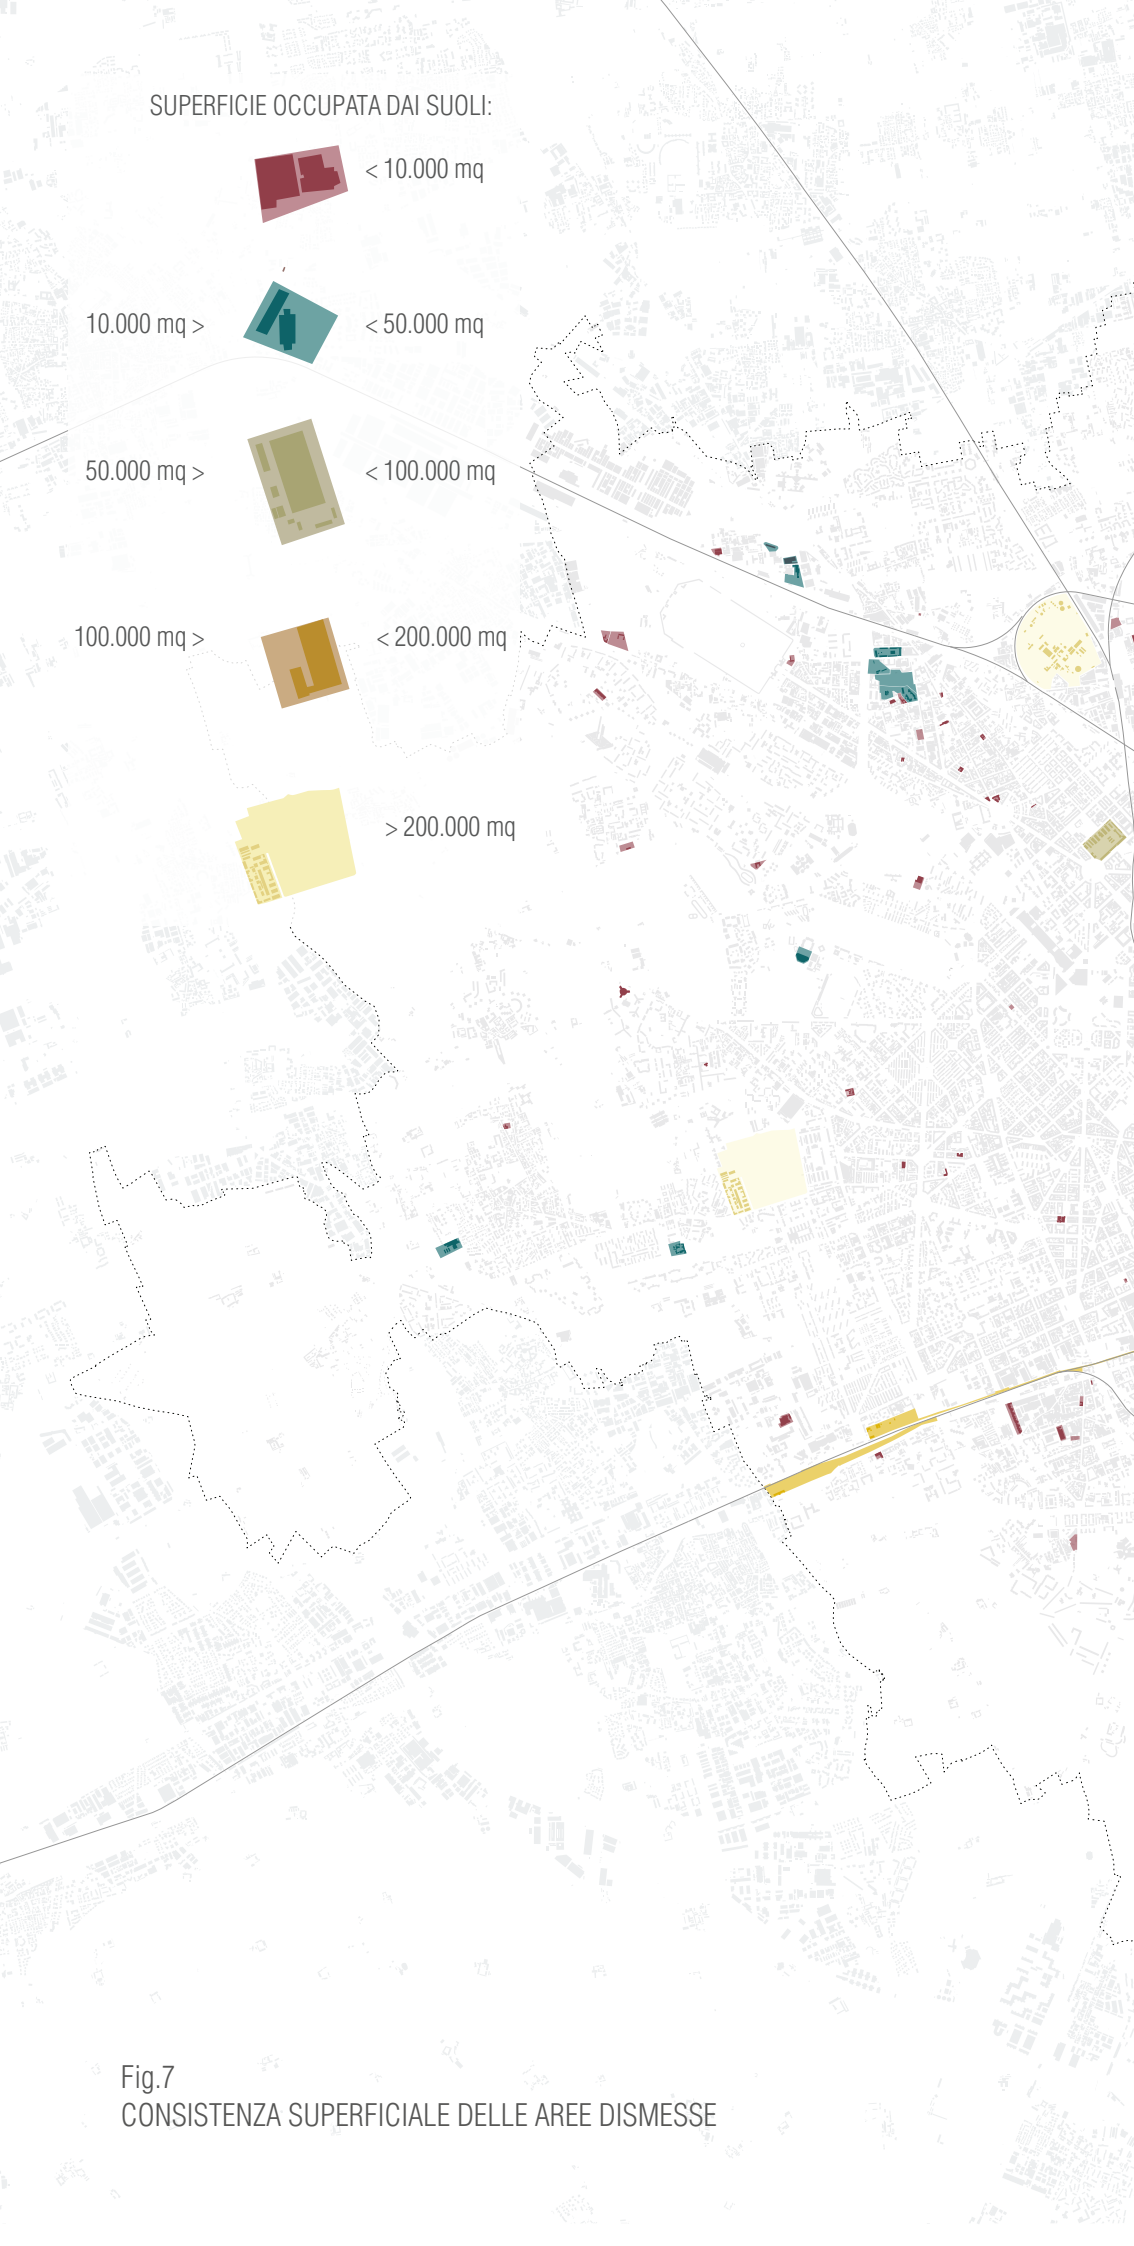 SUPERFICIE OCCUPATA DAI SUOLI:
< 10.000 mq
10.000 mq > < 50.000 mq
50.000 mq > < 100.000 mq
100.000 mq > < 200.000 mq
> 200.000 mq
Fig.7
CONSISTENZA SUPERFICIALE DELLE AREE DISMESSE